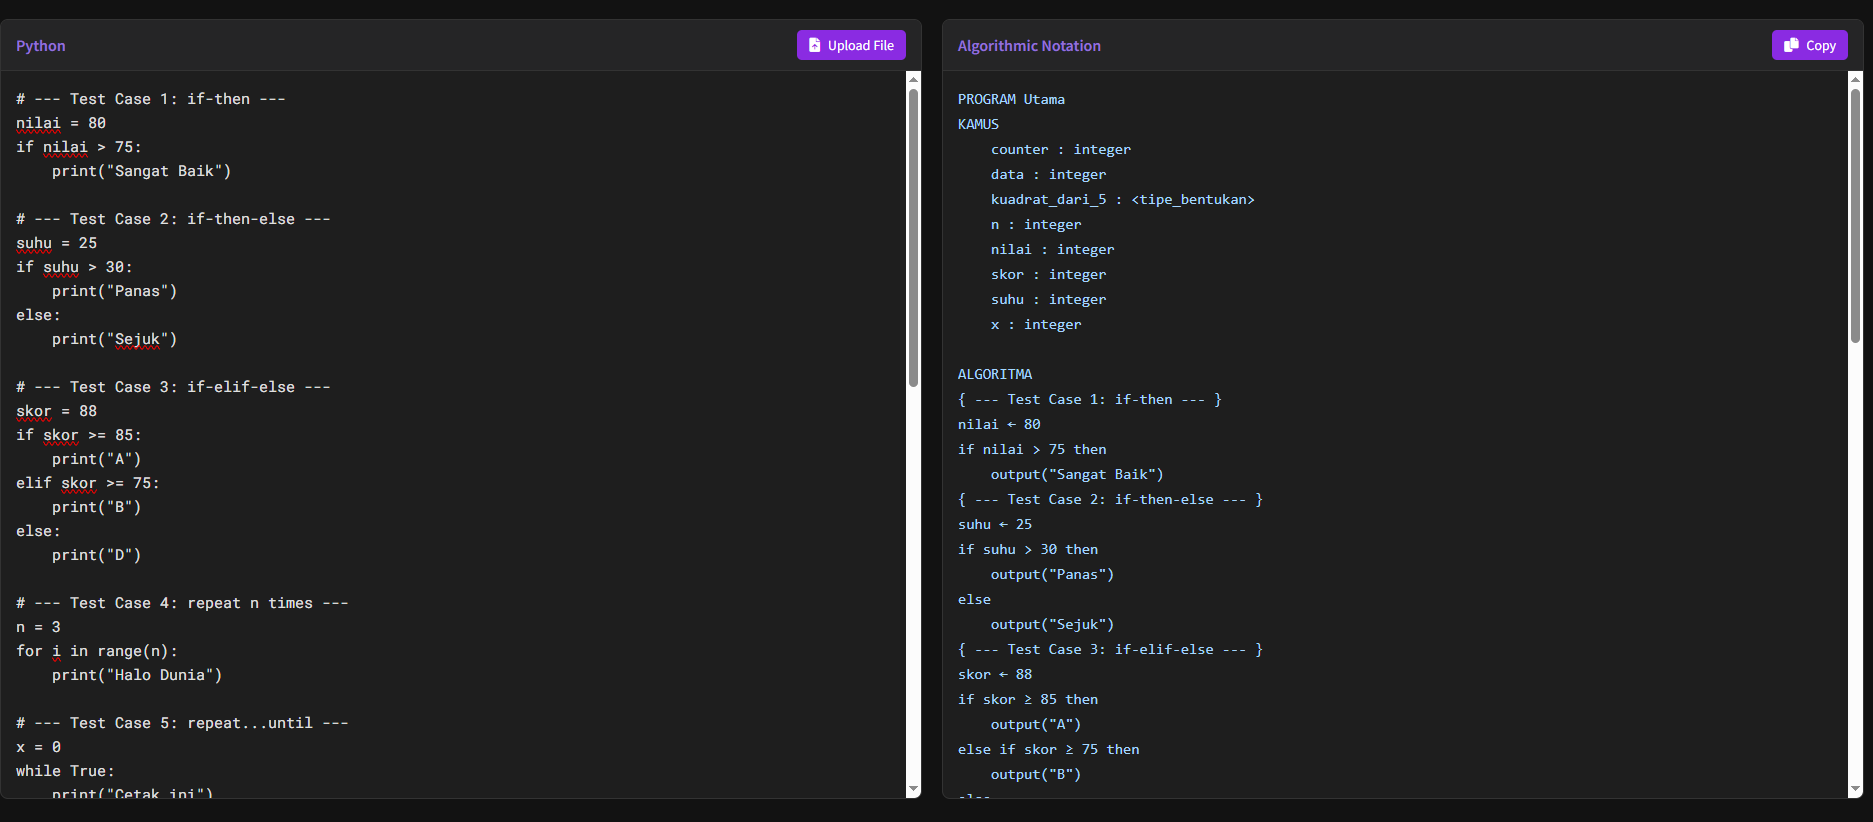 Python
Upload File
# --- Test Case 1: if-then ---
nilai = 80
if nilai > 75:
    print("Sangat Baik")
# --- Test Case 2: if-then-else ---
suhu = 25
if suhu > 30:
    print("Panas")
else:
    print("Sejuk")
# --- Test Case 3: if-elif-else ---
skor = 88
if skor >= 85:
    print("A")
elif skor >= 75:
    print("B")
else:
    print("D")
# --- Test Case 4: repeat n times ---
n = 3
for i in range(n):
    print("Halo Dunia")
# --- Test Case 5: repeat...until ---
x = 0
while True:
    print("Cetak ini")
Algorithmic Notation
Copy
PROGRAM Utama
KAMUS
    counter : integer
    data : integer
    kuadrat_dari_5 : <tipe_bentukan>
    n : integer
    nilai : integer
    skor : integer
    suhu : integer
    x : integer
ALGORITMA
{ --- Test Case 1: if-then --- }
nilai ← 80
if nilai > 75 then
    output("Sangat Baik")
{ --- Test Case 2: if-then-else --- }
suhu ← 25
if suhu > 30 then
    output("Panas")
else
    output("Sejuk")
{ --- Test Case 3: if-elif-else --- }
skor ← 88
if skor ≥ 85 then
    output("A")
else if skor ≥ 75 then
    output("B")
else